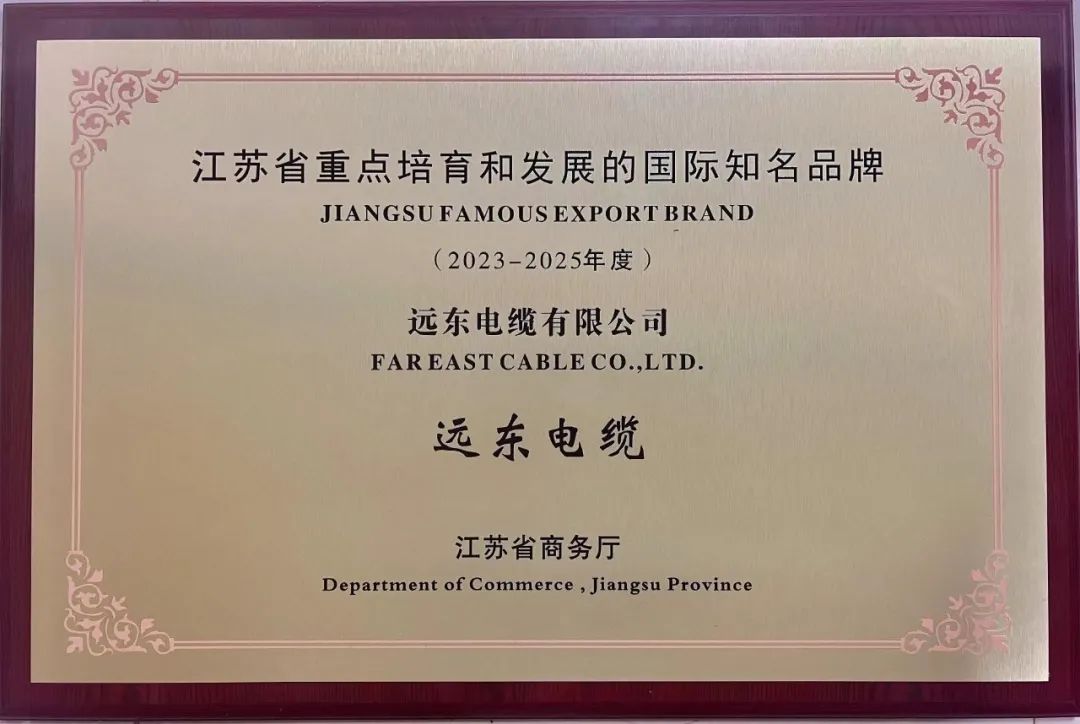 江苏省重点培育和发展的国际知名品牌
JIANGSU FAMOUS EXPORT BRAND
（2023-2025年度）
远东电缆有限公司
FAR EAST CABLE CO.,LTD.
远东电缆
江苏省商务厅
Department of Commerce , Jiangsu Province